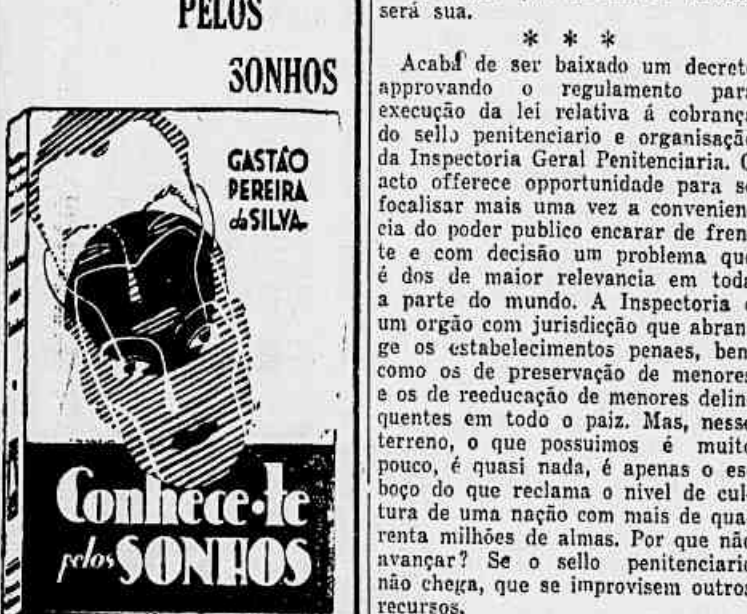 PELOS
SONHOS
GASTÃO
PEREIRA
da SILVA
Conhece-te
pelos SONHOS
será sua.
* * *
Acaba de ser baixado um decreto
approvando o regulamento para
execução da lei relativa á cobrança
do sello penitenciario e organisação
da Inspectoria Geral Penitenciaria. O
acto offerece opportunidade para se
focalisar mais uma vez a convenien-
cia do poder publico encarar de fren-
te e com decisão um problema que
é dos de maior relevancia em toda
a parte do mundo. A Inspectoria é
um orgão com jurisdicção que abran-
ge os estabelecimentos penaes, bem
como os de preservação de menores
e os de reeducação de menores delin-
quentes em todo o paiz. Mas, nesse
terreno, o que possuimos é muito
pouco, é quasi nada, é apenas o es-
boço do que reclama o nivel de cul-
tura de uma nação com mais de qua-
renta milhões de almas. Por que não
avançar? Se o sello penitenciario
não chega, que se improvisem outros
recursos.